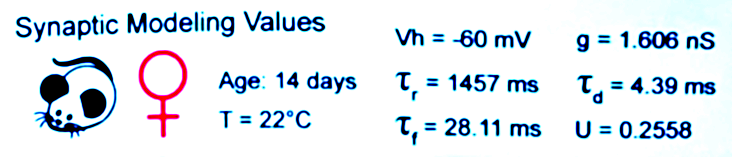 Synaptic Modeling Values
Age: 14 days
T = 22°C
Vh = -60 mV
g = 1.606 nS
τr = 1457 ms
τd = 4.39 ms
τf = 28.11 ms
U = 0.2558